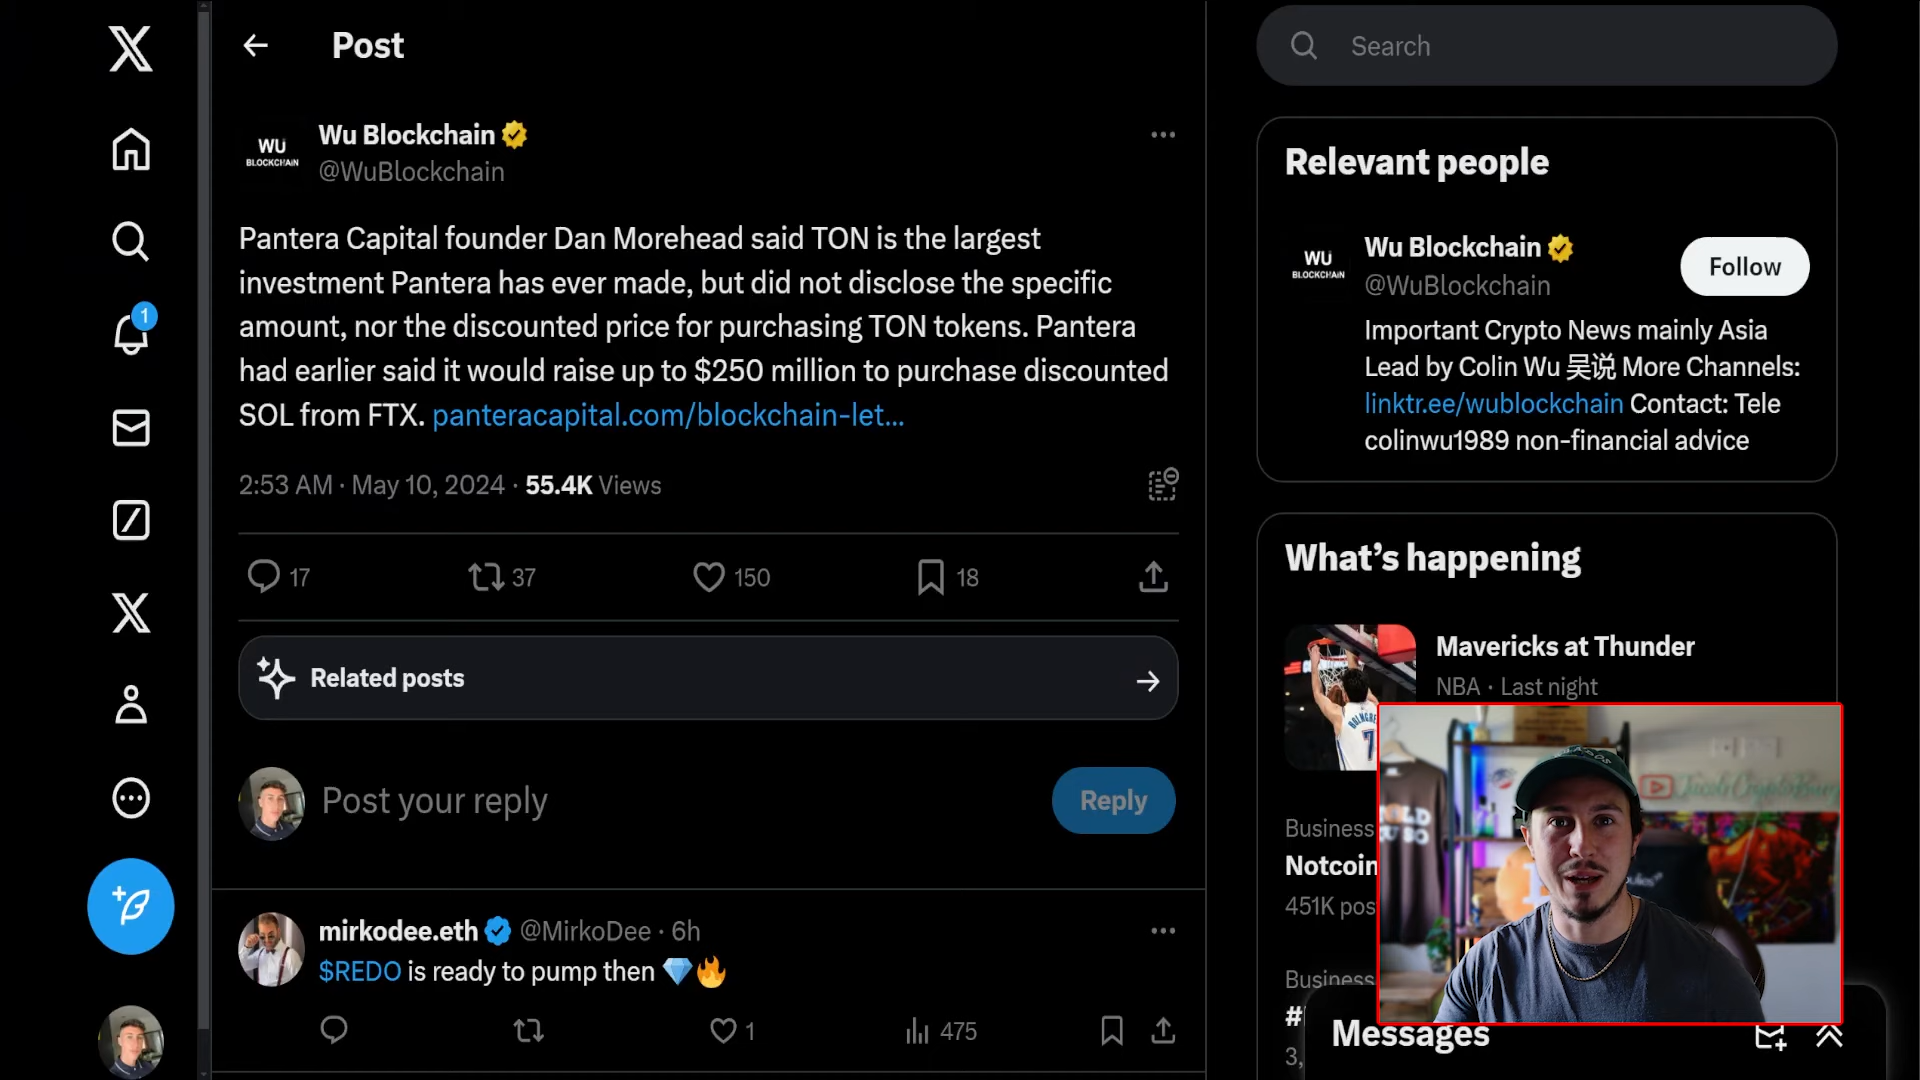 Post
WU
BLOCKCHAIN
Wu Blockchain
@WuBlockchain
Pantera Capital founder Dan Morehead said TON is the largest
investment Pantera has ever made, but did not disclose the specific
amount, nor the discounted price for purchasing TON tokens. Pantera
had earlier said it would raise up to $250 million to purchase discounted
SOL from FTX. panteracapital.com/blockchain-let...
2:53 AM · May 10, 2024 · 55.4K Views
17 37 150 18
Related posts
Post your reply
Reply
mirkodee.eth @MirkoDee · 6h
$REDO is ready to pump then 💎🔥
1 475
1
Search
Relevant people
WU
BLOCKCHAIN
Wu Blockchain
@WuBlockchain
Follow
Important Crypto News mainly Asia
Lead by Colin Wu 吴说 More Channels:
linktr.ee/wublockchain Contact: Tele
colinwu1989 non-financial advice
What's happening
Mavericks at Thunder
NBA · Last night
7
Business
Notcoin
451K pos
Business
#
3,
Messages